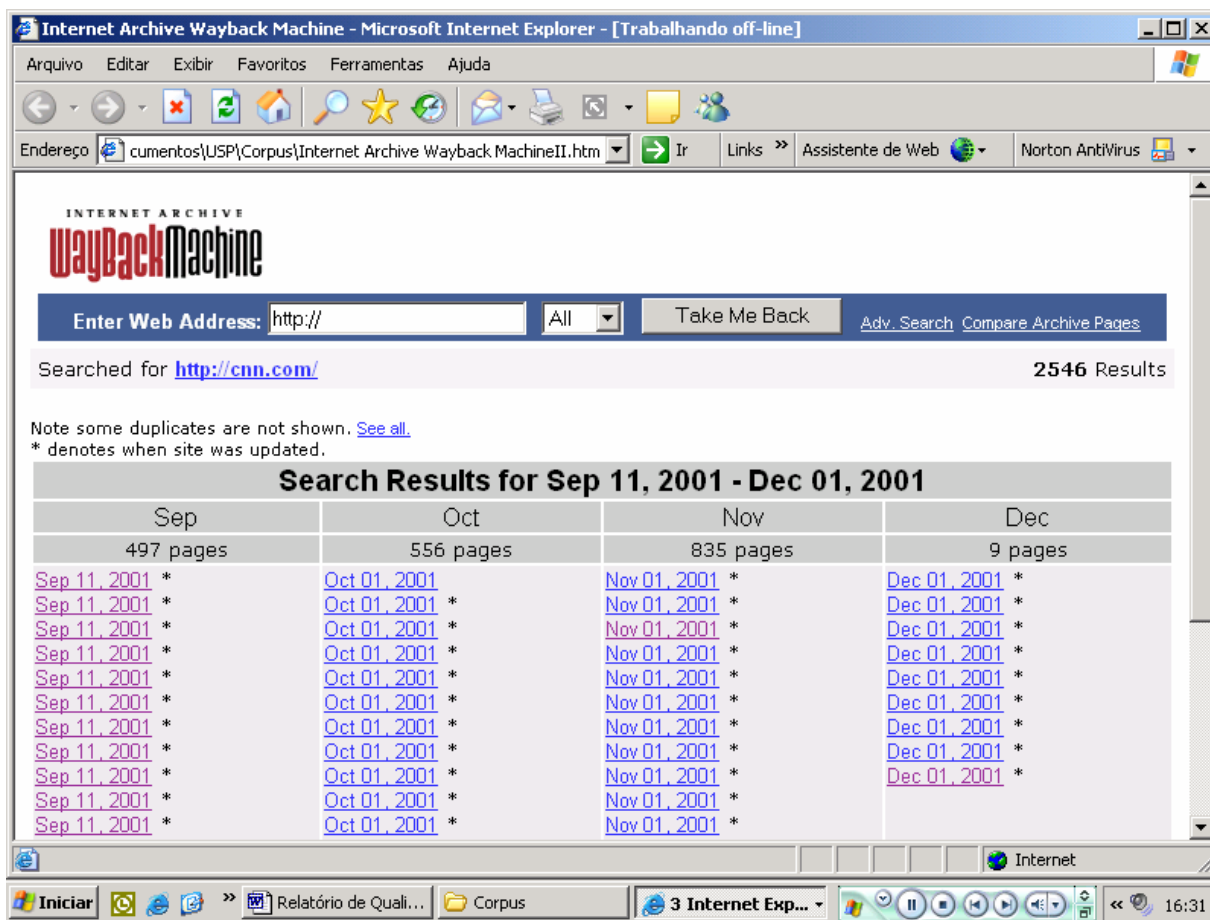 Internet Archive Wayback Machine - Microsoft Internet Explorer - [Trabalhando off-line]
Arquivo Editar Exibir Favoritos Ferramentas Ajuda
Endereço cumentos\USP\Corpus\Internet Archive Wayback MachineII.htm Ir Links » Assistente de Web Norton AntiVirus
INTERNET ARCHIVE
WayBackMachine
Enter Web Address: http:// All Take Me Back Adv. Search Compare Archive Pages
Searched for http://cnn.com/ 2546 Results
Note some duplicates are not shown. See all.
* denotes when site was updated.
Search Results for Sep 11, 2001 - Dec 01, 2001
Sep Oct Nov Dec
497 pages 556 pages 835 pages 9 pages
Sep 11, 2001 * Oct 01, 2001 Nov 01, 2001 * Dec 01, 2001 *
Sep 11, 2001 * Oct 01, 2001 * Nov 01, 2001 * Dec 01, 2001 *
Sep 11, 2001 * Oct 01, 2001 * Nov 01, 2001 * Dec 01, 2001 *
Sep 11, 2001 * Oct 01, 2001 * Nov 01, 2001 * Dec 01, 2001 *
Sep 11, 2001 * Oct 01, 2001 * Nov 01, 2001 * Dec 01, 2001 *
Sep 11, 2001 * Oct 01, 2001 * Nov 01, 2001 * Dec 01, 2001 *
Sep 11, 2001 * Oct 01, 2001 * Nov 01, 2001 * Dec 01, 2001 *
Sep 11, 2001 * Oct 01, 2001 * Nov 01, 2001 * Dec 01, 2001 *
Sep 11, 2001 * Oct 01, 2001 * Nov 01, 2001 * Dec 01, 2001 *
Sep 11, 2001 * Oct 01, 2001 * Nov 01, 2001 *
Sep 11, 2001 * Oct 01, 2001 * Nov 01, 2001 *
Internet
Iniciar » Relatório de Quali... Corpus 3 Internet Exp... « 16:31